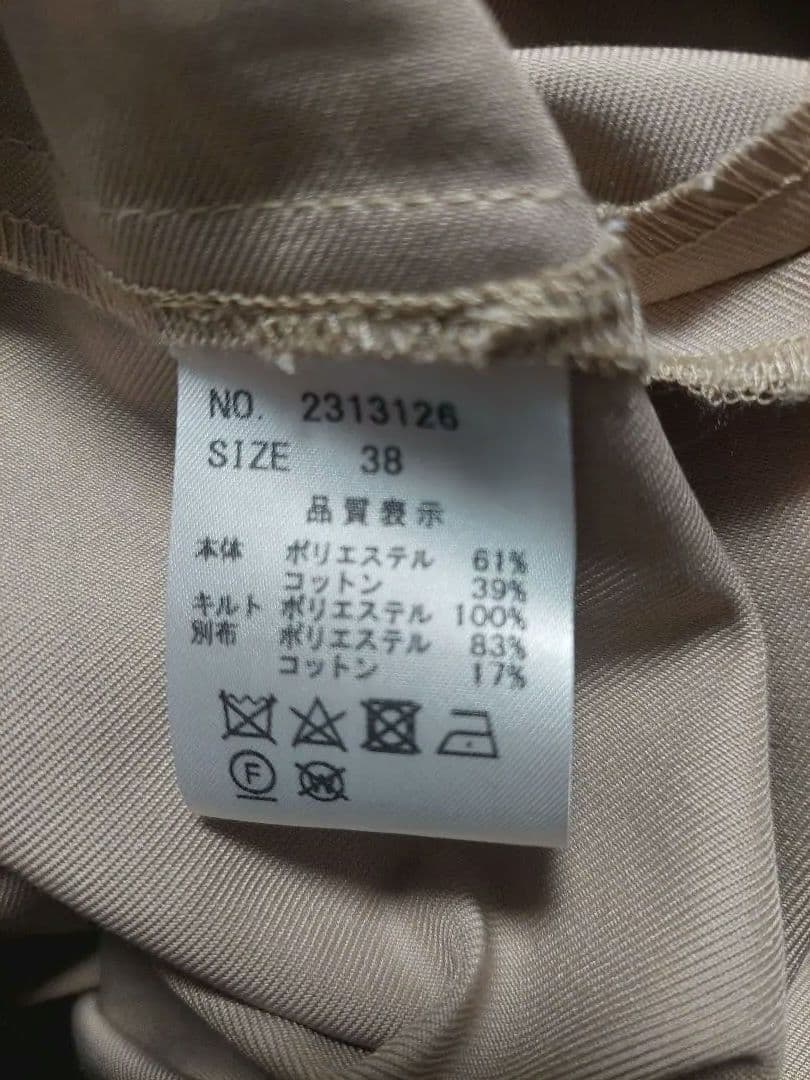 NO. 2313126
SIZE 38
品質表示
本体 ポリエステル 61%
コットン 39%
キルト ポリエステル 100%
別布 ポリエステル 83%
コットン 17%
F W